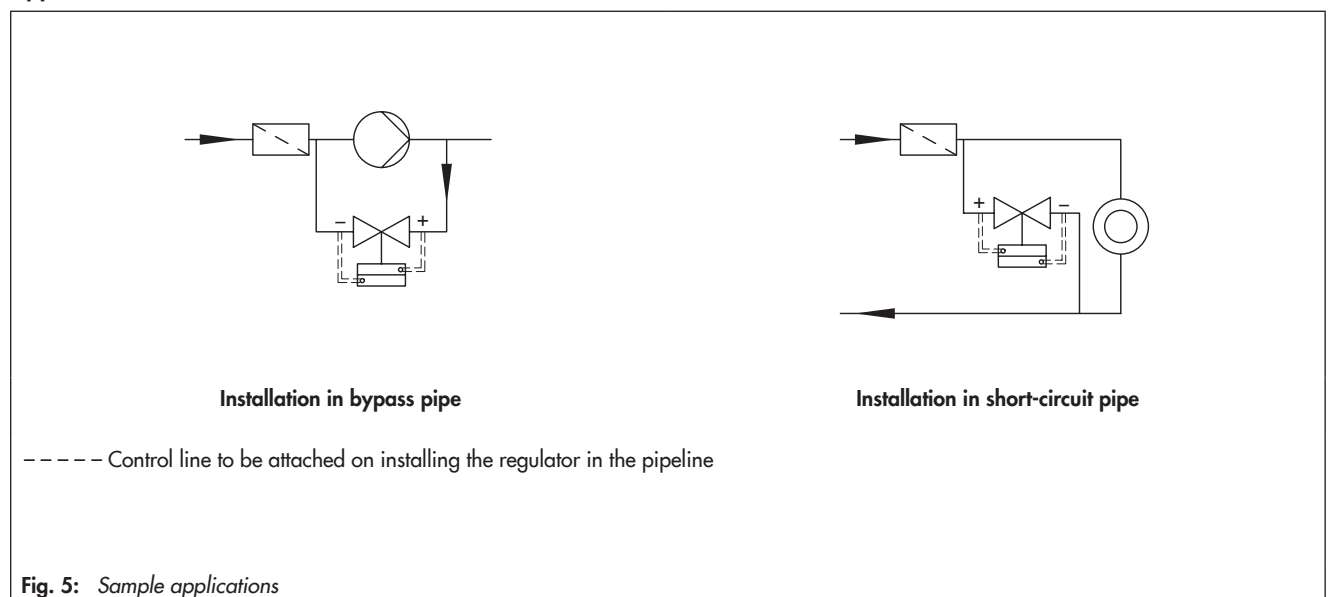 − +
+ −
Installation in bypass pipe
Installation in short-circuit pipe
– – – – – Control line to be attached on installing the regulator in the pipeline
Fig. 5: Sample applications